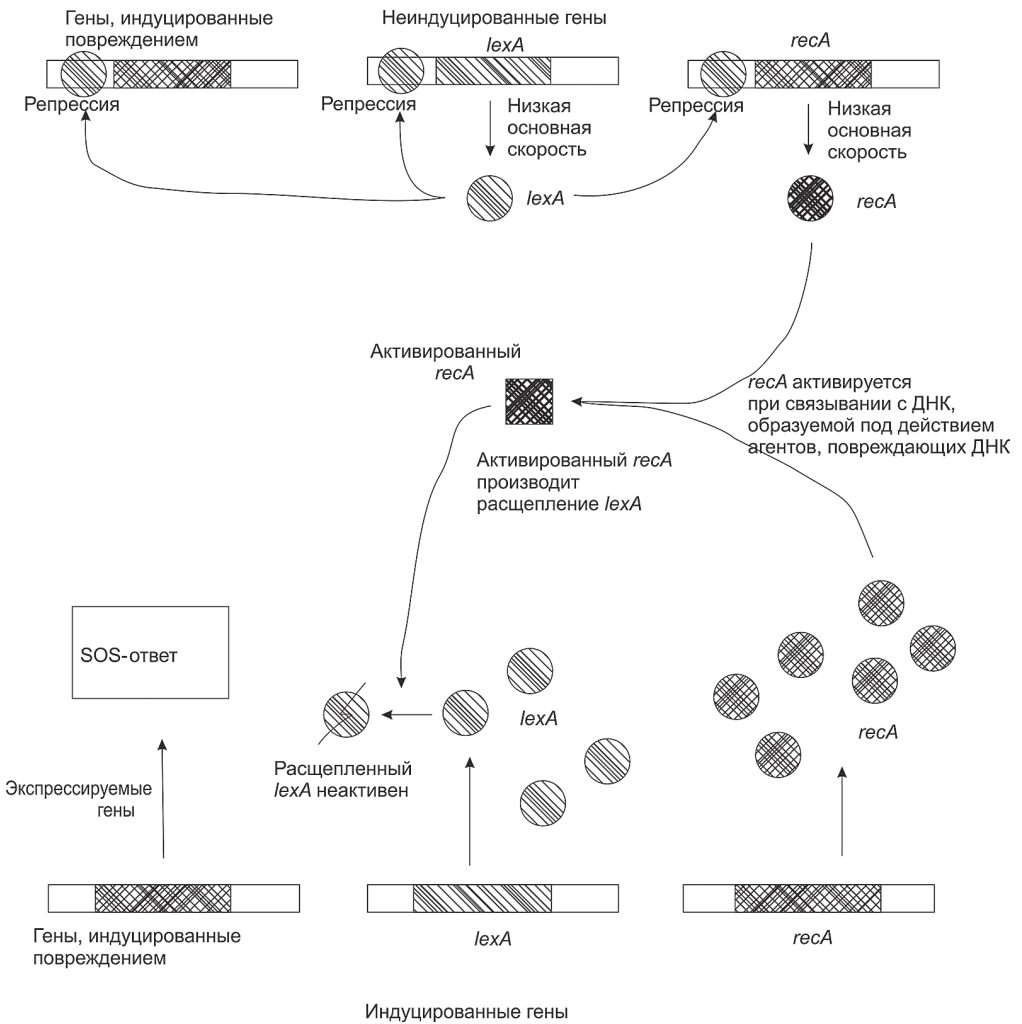 Гены, индуцированные
повреждением
Неиндуцированные гены
lexA
recA
Репрессия
Репрессия
Низкая
основная
скорость
Репрессия
Низкая
основная
скорость
lexA
recA
Активированный
recA
recA активируется
при связывании с ДНК,
образуемой под действием
агентов, повреждающих ДНК
Активированный recA
производит
расщепление lexA
SOS-ответ
lexA
recA
Расщепленный
lexA неактивен
Экспрессируемые
гены
Гены, индуцированные
повреждением
lexA
recA
Индуцированные гены